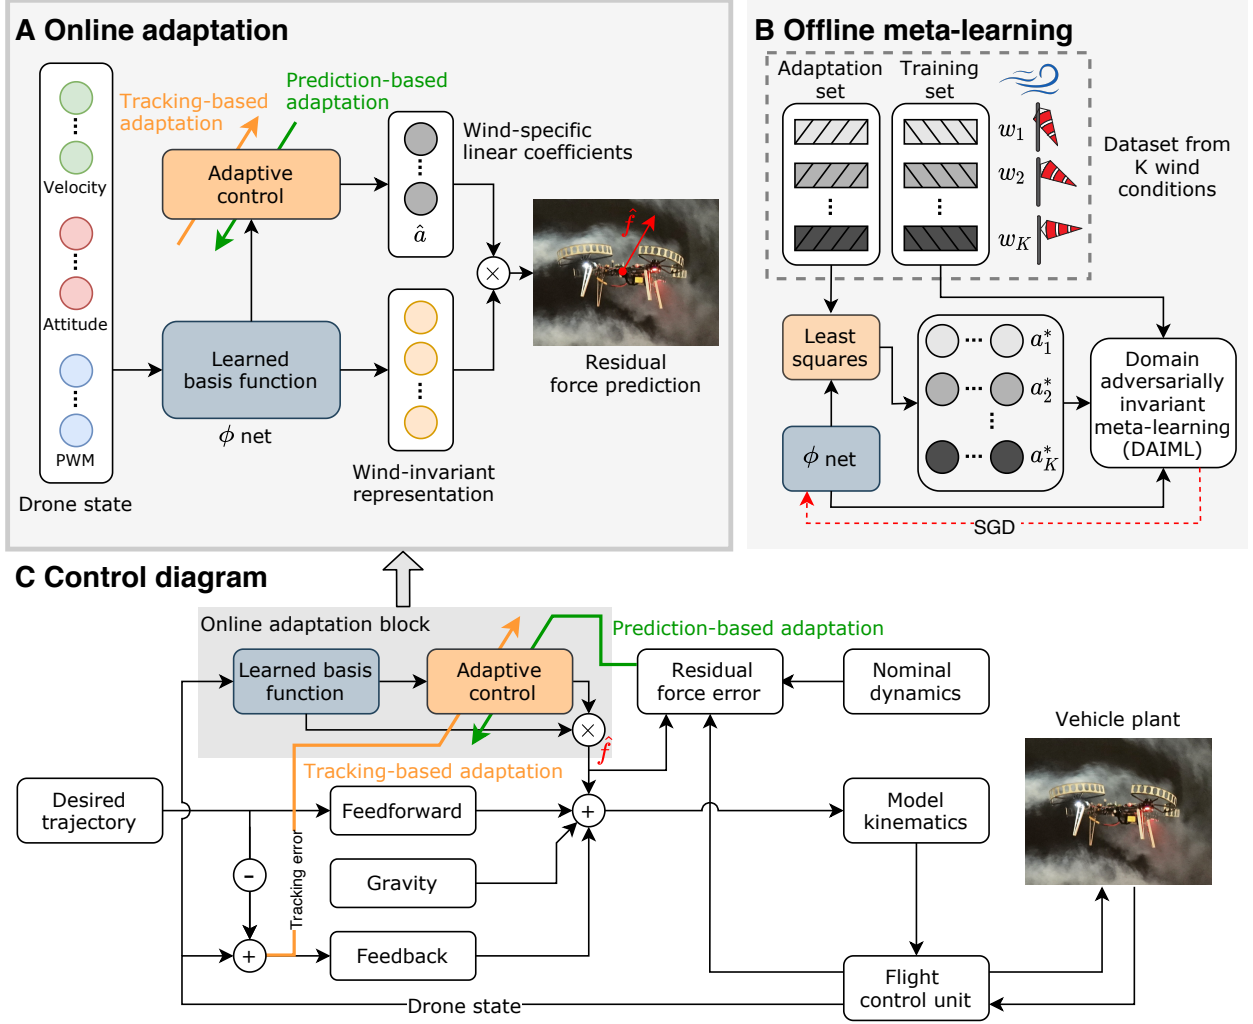 A Online adaptation
Tracking-based
adaptation
Prediction-based
adaptation
Velocity
Attitude
PWM
Drone state
Adaptive
control
Learned
basis function
ϕ net
â
Wind-specific
linear coefficients
Wind-invariant
representation
×
f̂
Residual
force prediction
B Offline meta-learning
Adaptation
set
Training
set
w1
w2
wK
Dataset from
K wind
conditions
Least
squares
ϕ net
a1*
a2*
aK*
Domain
adversarially
invariant
meta-learning
(DAIML)
SGD
C Control diagram
Online adaptation block
Learned basis
function
Adaptive
control
×
f̂
Prediction-based adaptation
Tracking-based adaptation
Residual
force error
Nominal
dynamics
Vehicle plant
Desired
trajectory
-
+
Tracking error
Feedforward
Gravity
Feedback
+
Model
kinematics
Flight
control unit
Drone state